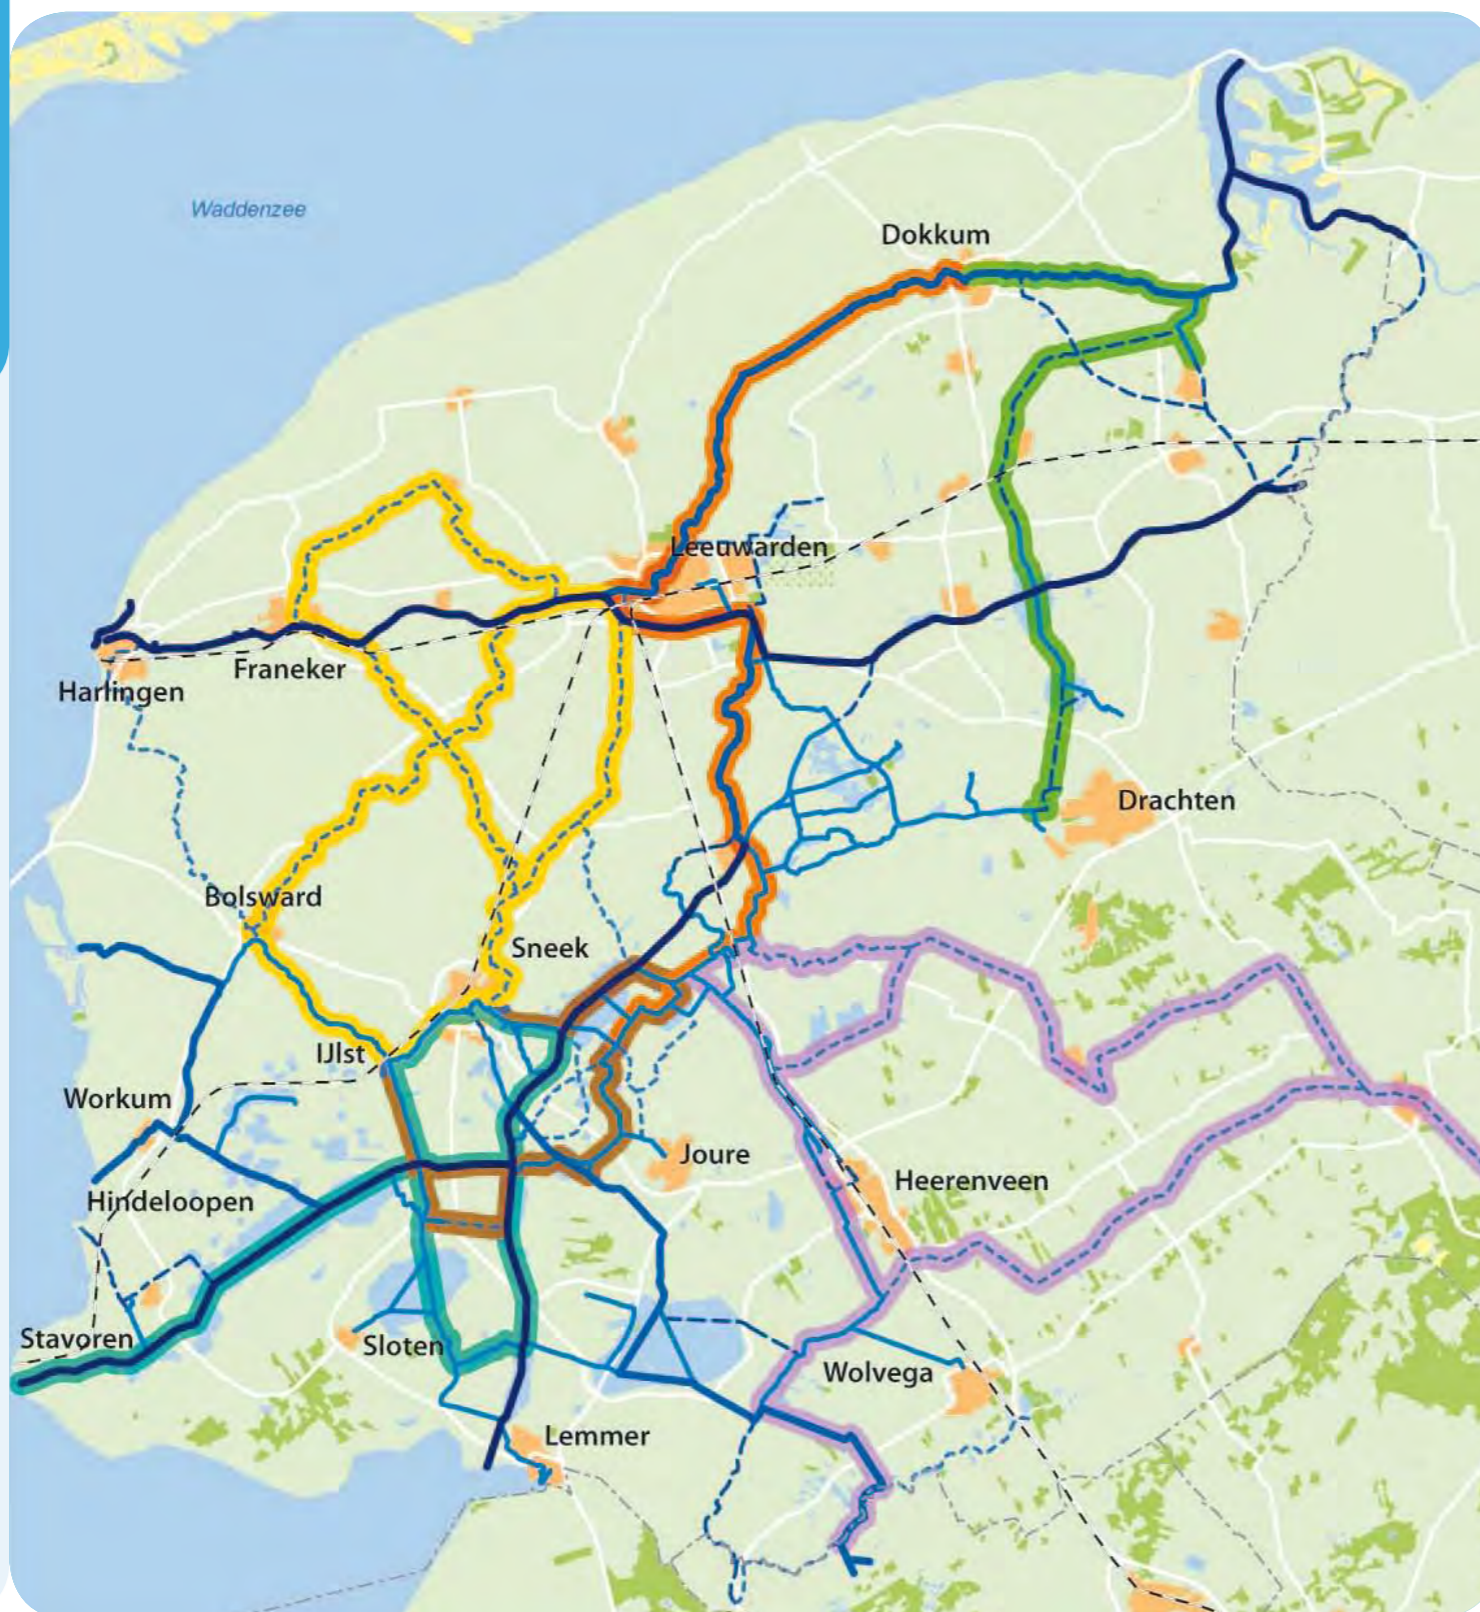 Waddenzee
Dokkum
Leeuwarden
Franeker
Harlingen
Drachten
Bolsward
Sneek
IJlst
Workum
Joure
Heerenveen
Hindeloopen
Stavoren
Sloten
Wolvega
Lemmer